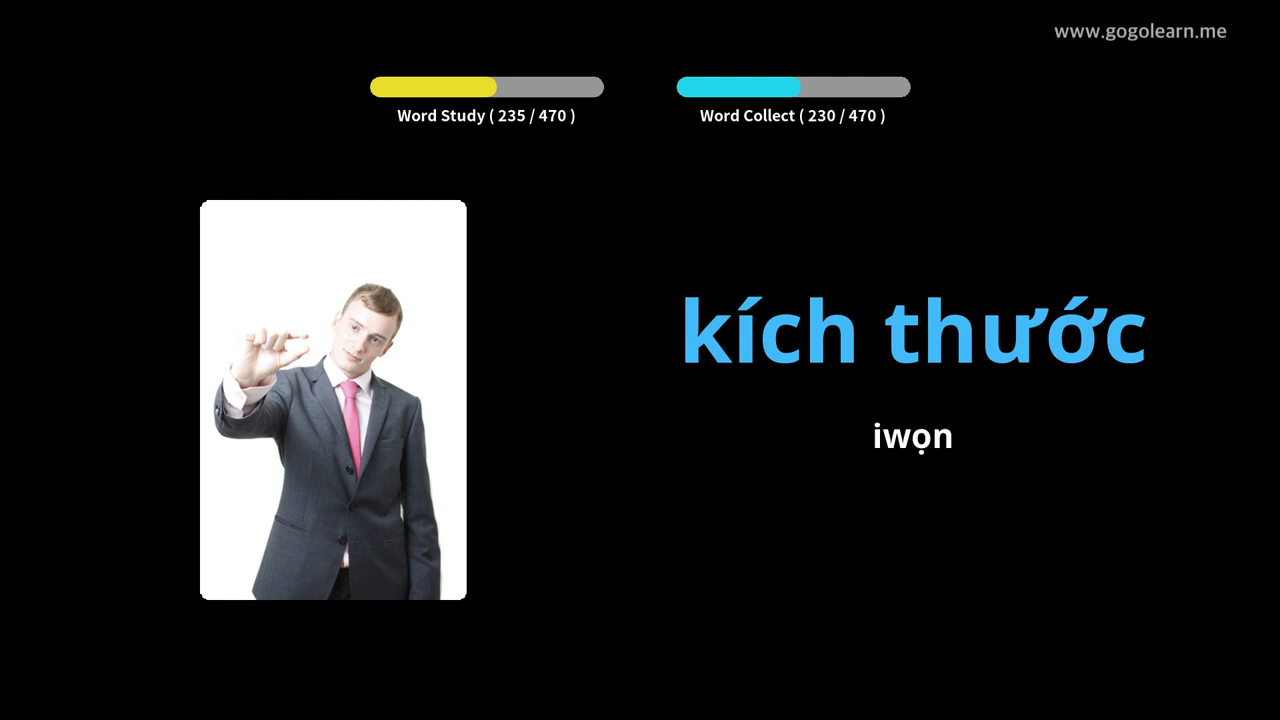 www.gogolearn.me
Word Study ( 235 / 470 )
Word Collect ( 230 / 470 )
kích thước
iwọn